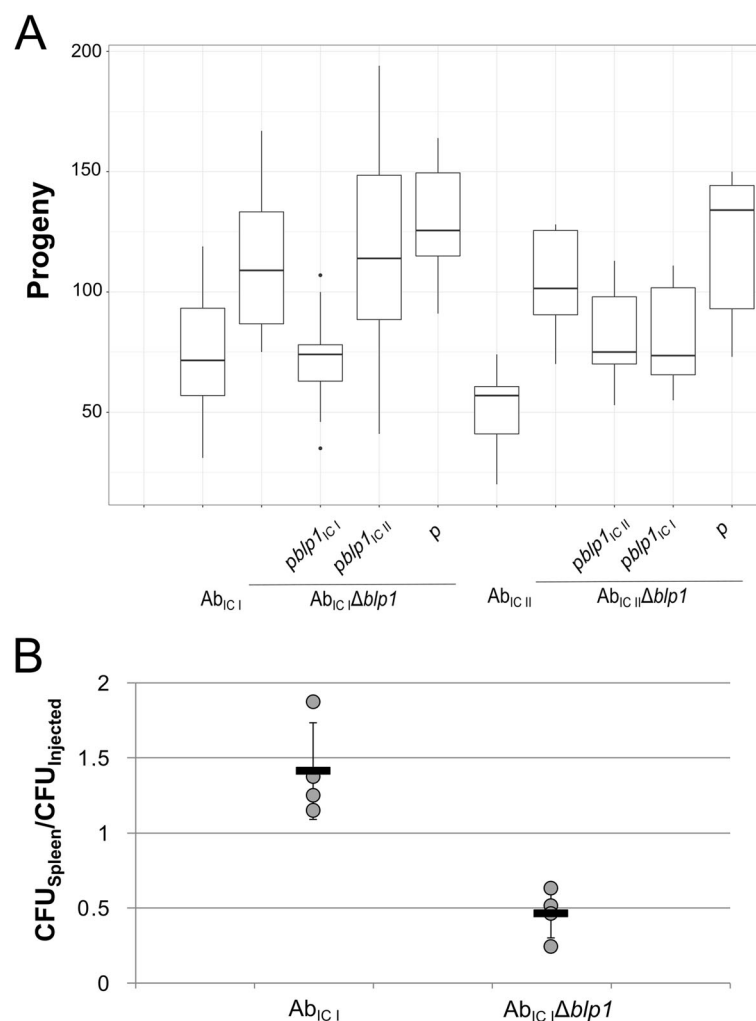 A
200
150
100
50
Progeny
pblp1IC I
pblp1IC II
p
pblp1IC II
pblp1IC I
p
AbIC I
AbIC IΔblp1
AbIC II
AbIC IIΔblp1
B
2
1.5
1
0.5
0
CFUSpleen/CFUInjected
AbIC I
AbIC IΔblp1